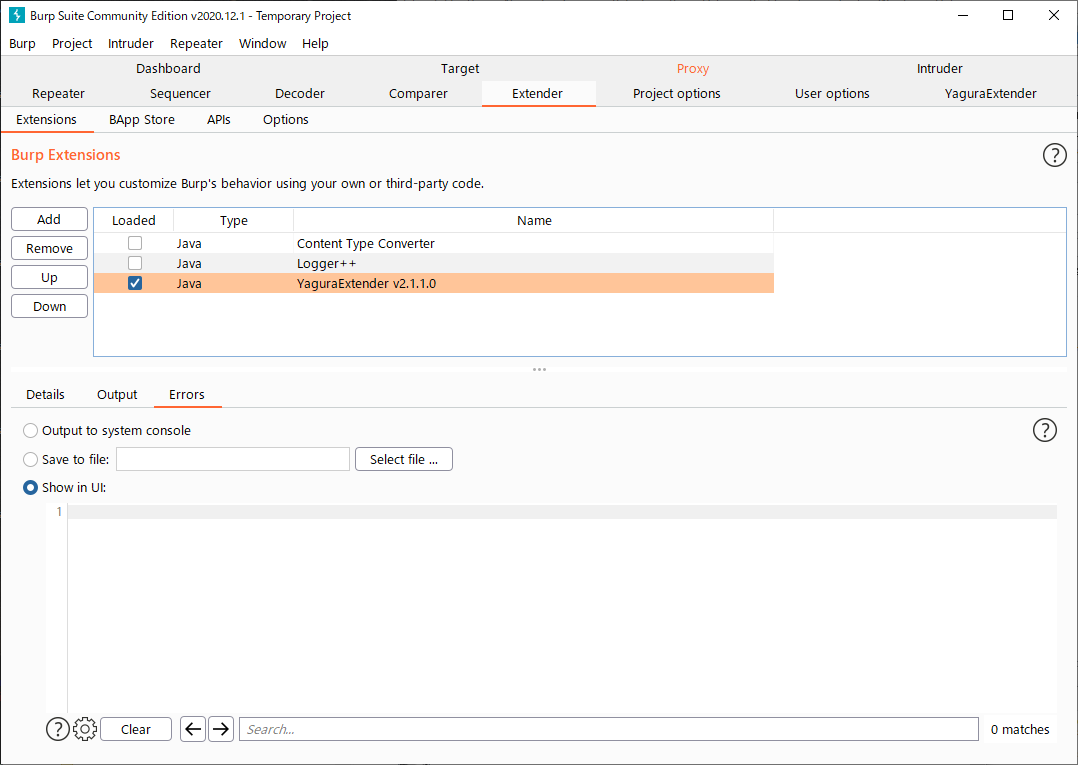 Burp Suite Community Edition v2020.12.1 - Temporary Project
Burp Project Intruder Repeater Window Help
Dashboard Target Proxy Intruder
Repeater Sequencer Decoder Comparer Extender Project options User options YaguraExtender
Extensions BApp Store APIs Options
Burp Extensions
?
Extensions let you customize Burp's behavior using your own or third-party code.
Add
Remove
Up
Down
Loaded Type Name
Java Content Type Converter
Java Logger++
Java YaguraExtender v2.1.1.0
Details Output Errors
Output to system console
?
Save to file: Select file ...
Show in UI:
1
? Clear Search... 0 matches